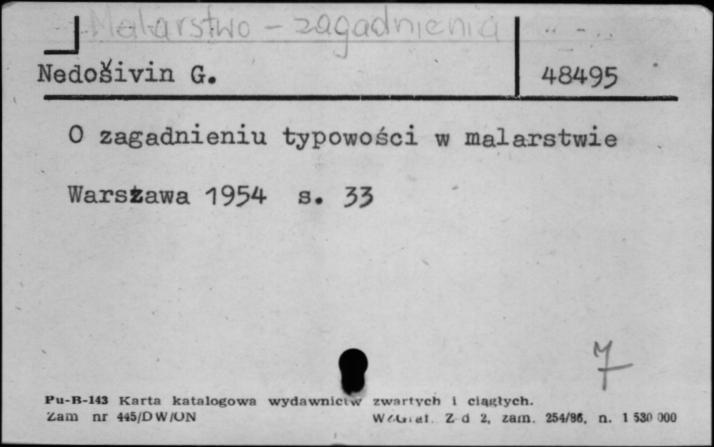 Malarstwo - zagadnienia
Nedošivin G.
48495
O zagadnieniu typowości w malarstwie
Warszawa 1954 s. 33
7
Pu-B-143 Karta katalogowa wydawnictw zwartych i ciągłych.
Zam nr 445/DW/ON
Z-d 2, zam. 254/86, n. 1 530 000